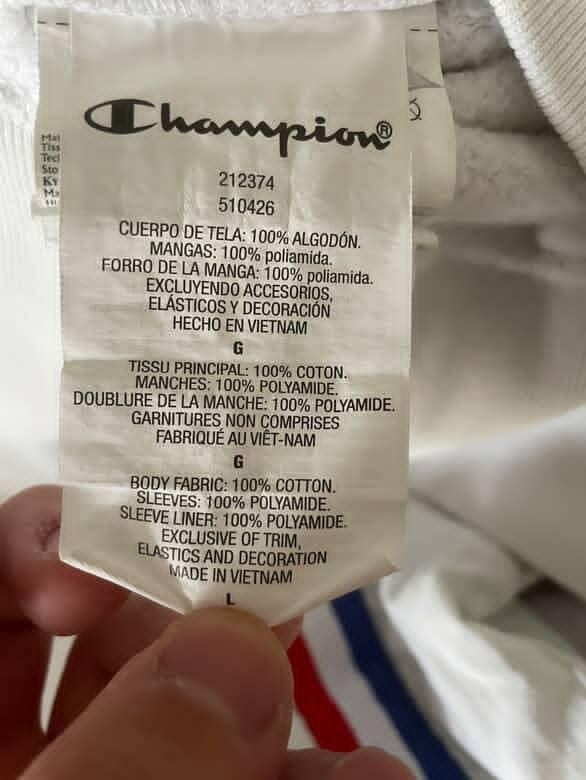 Champion®
212374
510426
CUERPO DE TELA: 100% ALGODÓN.
MANGAS: 100% poliamida.
FORRO DE LA MANGA: 100% poliamida.
EXCLUYENDO ACCESORIOS,
ELÁSTICOS Y DECORACIÓN
HECHO EN VIETNAM
G
TISSU PRINCIPAL: 100% COTON.
MANCHES: 100% POLYAMIDE.
DOUBLURE DE LA MANCHE: 100% POLYAMIDE.
GARNITURES NON COMPRISES
FABRIQUÉ AU VIÊT-NAM
G
BODY FABRIC: 100% COTTON.
SLEEVES: 100% POLYAMIDE.
SLEEVE LINER: 100% POLYAMIDE.
EXCLUSIVE OF TRIM,
ELASTICS AND DECORATION
MADE IN VIETNAM
L